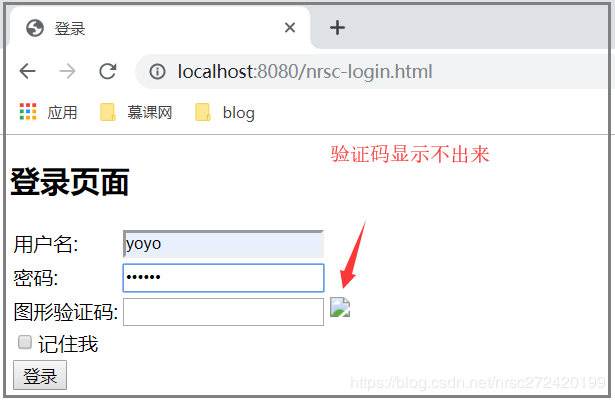 登录
localhost:8080/nrsc-login.html
应用 慕课网 blog
验证码显示不出来
登录页面
用户名: yoyo
密码: ••••••
图形验证码:
记住我
登录
https://blog.csdn.net/nrsc272420199